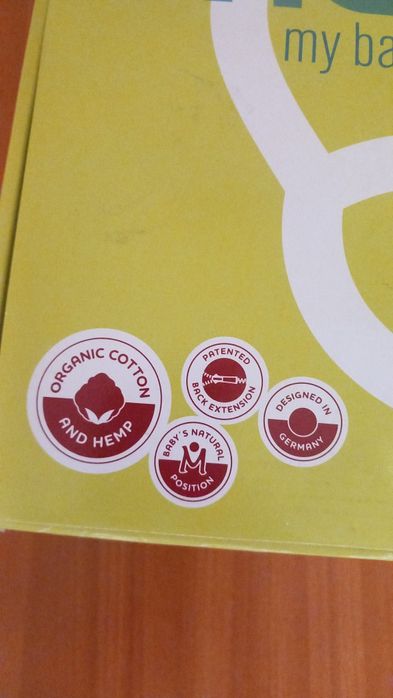 my ba
ORGANIC COTTON
AND HEMP
PATENTED
BACK EXTENSION
BABY'S NATURAL
POSITION
DESIGNED IN
GERMANY